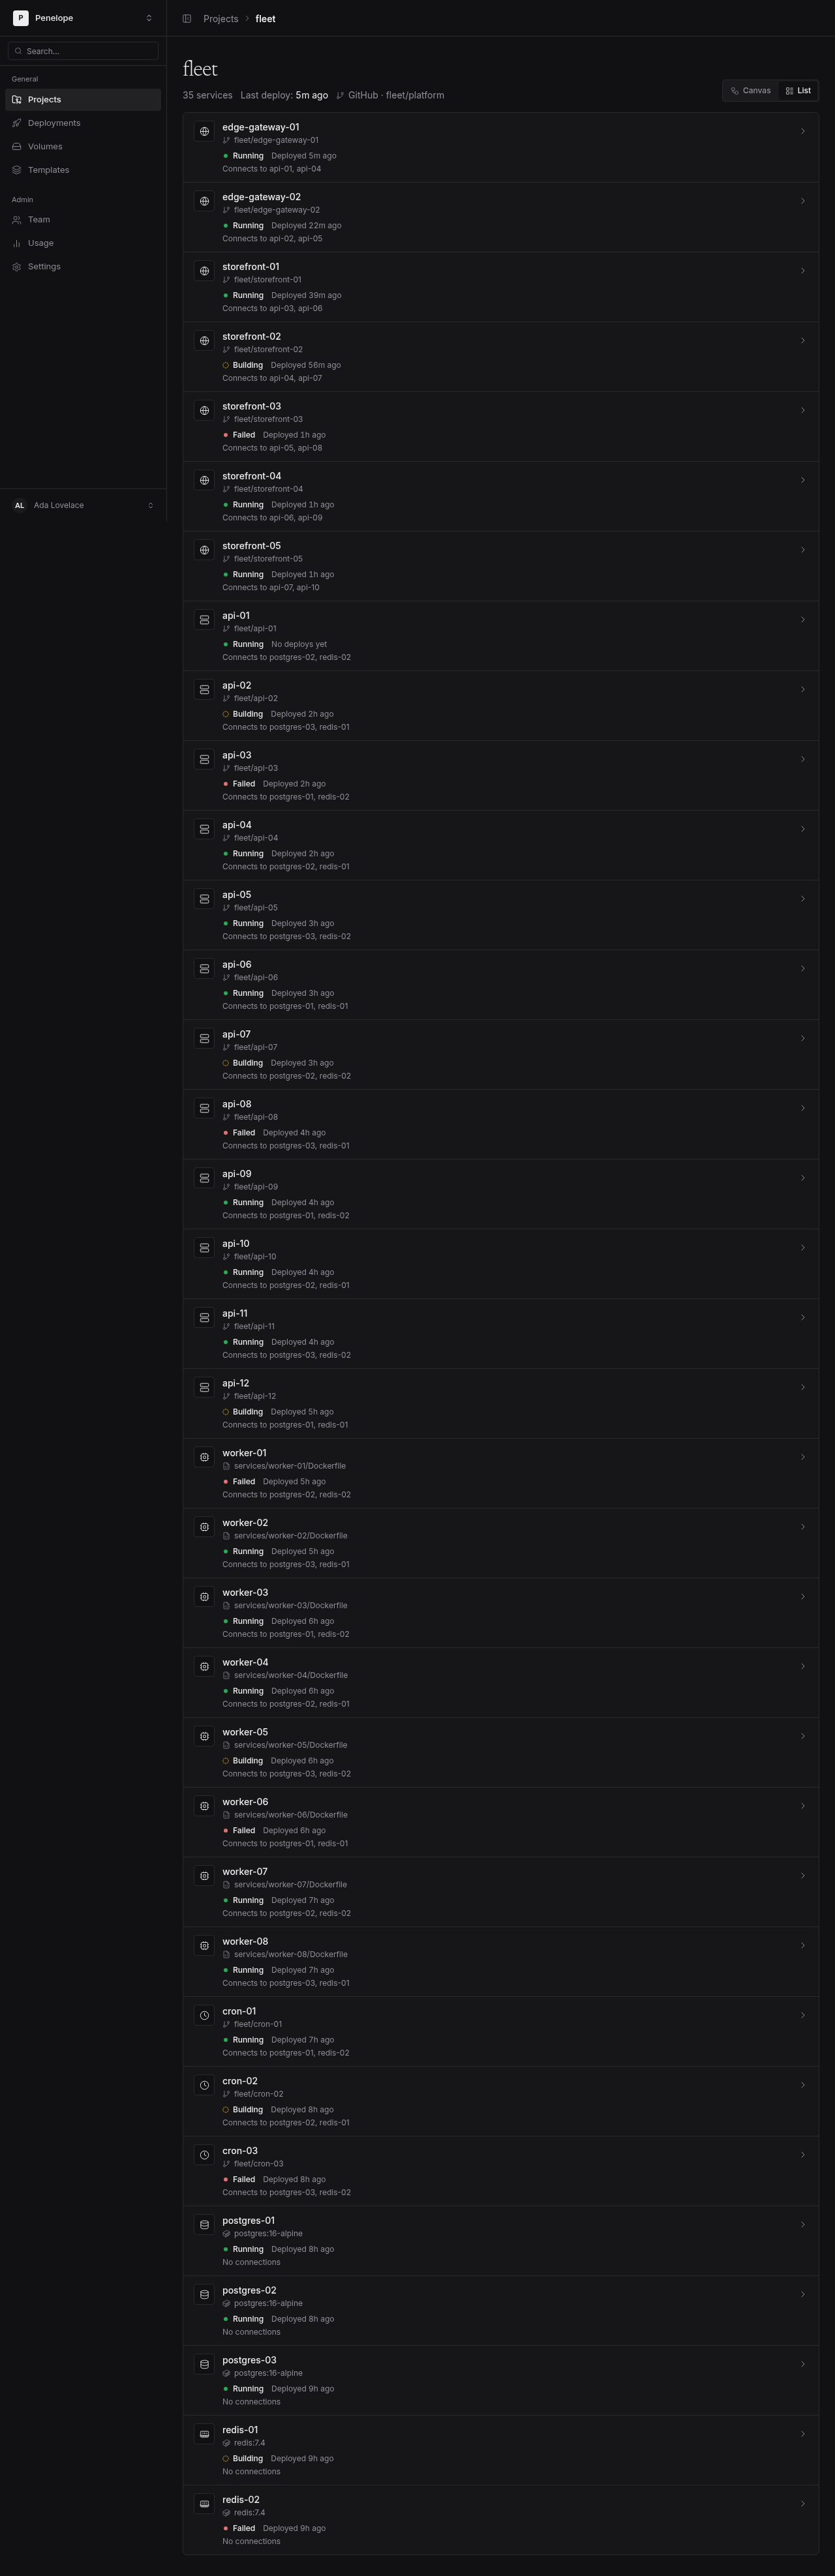 P Penelope
Search...
General
Projects
Deployments
Volumes
Templates
Admin
Team
Usage
Settings
AL Ada Lovelace
Projects > fleet
fleet
35 services Last deploy: 5m ago GitHub · fleet/platform
Canvas List
edge-gateway-01
fleet/edge-gateway-01
Running Deployed 5m ago
Connects to api-01, api-04
edge-gateway-02
fleet/edge-gateway-02
Running Deployed 22m ago
Connects to api-02, api-05
storefront-01
fleet/storefront-01
Running Deployed 39m ago
Connects to api-03, api-06
storefront-02
fleet/storefront-02
Building Deployed 56m ago
Connects to api-04, api-07
storefront-03
fleet/storefront-03
Failed Deployed 1h ago
Connects to api-05, api-08
storefront-04
fleet/storefront-04
Running Deployed 1h ago
Connects to api-06, api-09
storefront-05
fleet/storefront-05
Running Deployed 1h ago
Connects to api-07, api-10
api-01
fleet/api-01
Running No deploys yet
Connects to postgres-02, redis-02
api-02
fleet/api-02
Building Deployed 2h ago
Connects to postgres-03, redis-01
api-03
fleet/api-03
Failed Deployed 2h ago
Connects to postgres-01, redis-02
api-04
fleet/api-04
Running Deployed 2h ago
Connects to postgres-02, redis-01
api-05
fleet/api-05
Running Deployed 3h ago
Connects to postgres-03, redis-02
api-06
fleet/api-06
Running Deployed 3h ago
Connects to postgres-01, redis-01
api-07
fleet/api-07
Building Deployed 3h ago
Connects to postgres-02, redis-02
api-08
fleet/api-08
Failed Deployed 4h ago
Connects to postgres-03, redis-01
api-09
fleet/api-09
Running Deployed 4h ago
Connects to postgres-01, redis-02
api-10
fleet/api-10
Running Deployed 4h ago
Connects to postgres-02, redis-01
api-11
fleet/api-11
Running Deployed 4h ago
Connects to postgres-03, redis-02
api-12
fleet/api-12
Building Deployed 5h ago
Connects to postgres-01, redis-01
worker-01
services/worker-01/Dockerfile
Failed Deployed 5h ago
Connects to postgres-02, redis-02
worker-02
services/worker-02/Dockerfile
Running Deployed 5h ago
Connects to postgres-03, redis-01
worker-03
services/worker-03/Dockerfile
Running Deployed 6h ago
Connects to postgres-01, redis-02
worker-04
services/worker-04/Dockerfile
Running Deployed 6h ago
Connects to postgres-02, redis-01
worker-05
services/worker-05/Dockerfile
Building Deployed 6h ago
Connects to postgres-03, redis-02
worker-06
services/worker-06/Dockerfile
Failed Deployed 6h ago
Connects to postgres-01, redis-01
worker-07
services/worker-07/Dockerfile
Running Deployed 7h ago
Connects to postgres-02, redis-02
worker-08
services/worker-08/Dockerfile
Running Deployed 7h ago
Connects to postgres-03, redis-01
cron-01
fleet/cron-01
Running Deployed 7h ago
Connects to postgres-01, redis-02
cron-02
fleet/cron-02
Building Deployed 8h ago
Connects to postgres-02, redis-01
cron-03
fleet/cron-03
Failed Deployed 8h ago
Connects to postgres-03, redis-02
postgres-01
postgres:16-alpine
Running Deployed 8h ago
No connections
postgres-02
postgres:16-alpine
Running Deployed 8h ago
No connections
postgres-03
postgres:16-alpine
Running Deployed 9h ago
No connections
redis-01
redis:7.4
Building Deployed 9h ago
No connections
redis-02
redis:7.4
Failed Deployed 9h ago
No connections